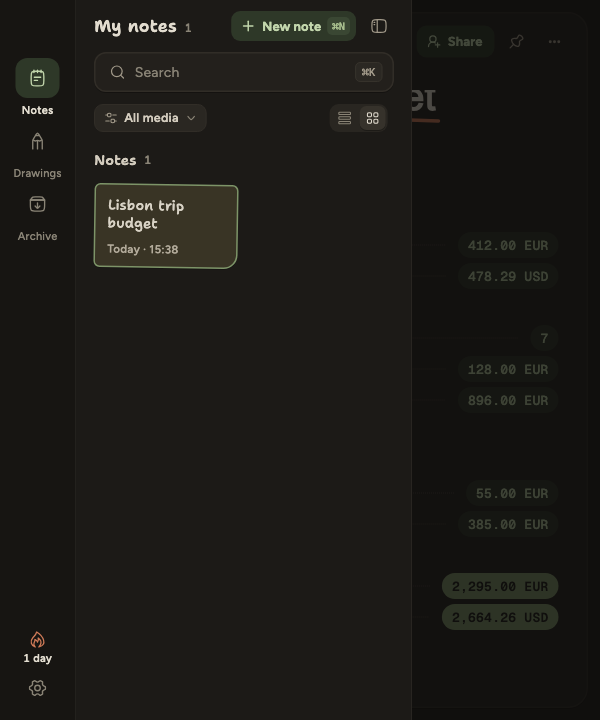 My notes 1
New note ⌘N
Share
Search ⌘K
All media
Notes
Drawings
Archive
Notes 1
Lisbon trip
budget
Today · 15:38
412.00 EUR
478.29 USD
7
128.00 EUR
896.00 EUR
55.00 EUR
385.00 EUR
2,295.00 EUR
2,664.26 USD
1 day